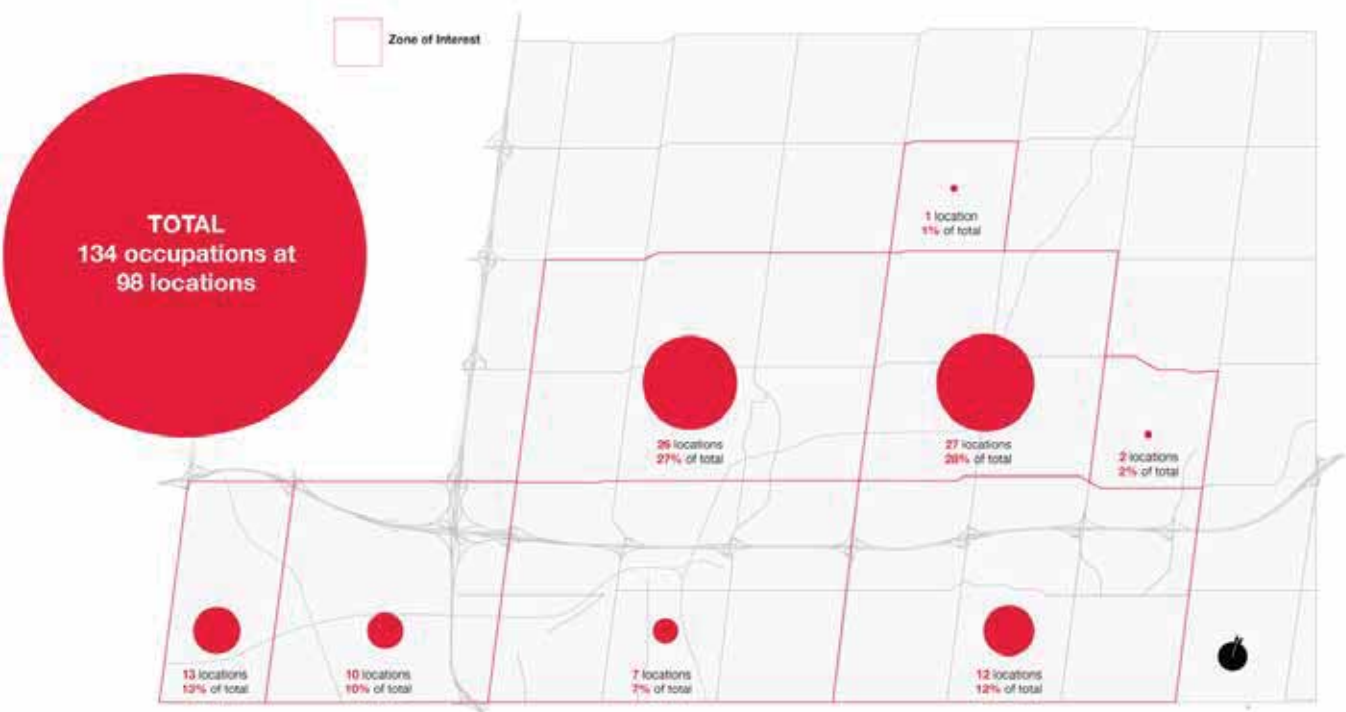 Zone of Interest
TOTAL
134 occupations at
98 locations
1 location
1% of total
26 locations
27% of total
27 locations
28% of total
2 locations
2% of total
13 locations
13% of total
10 locations
10% of total
7 locations
7% of total
12 locations
12% of total